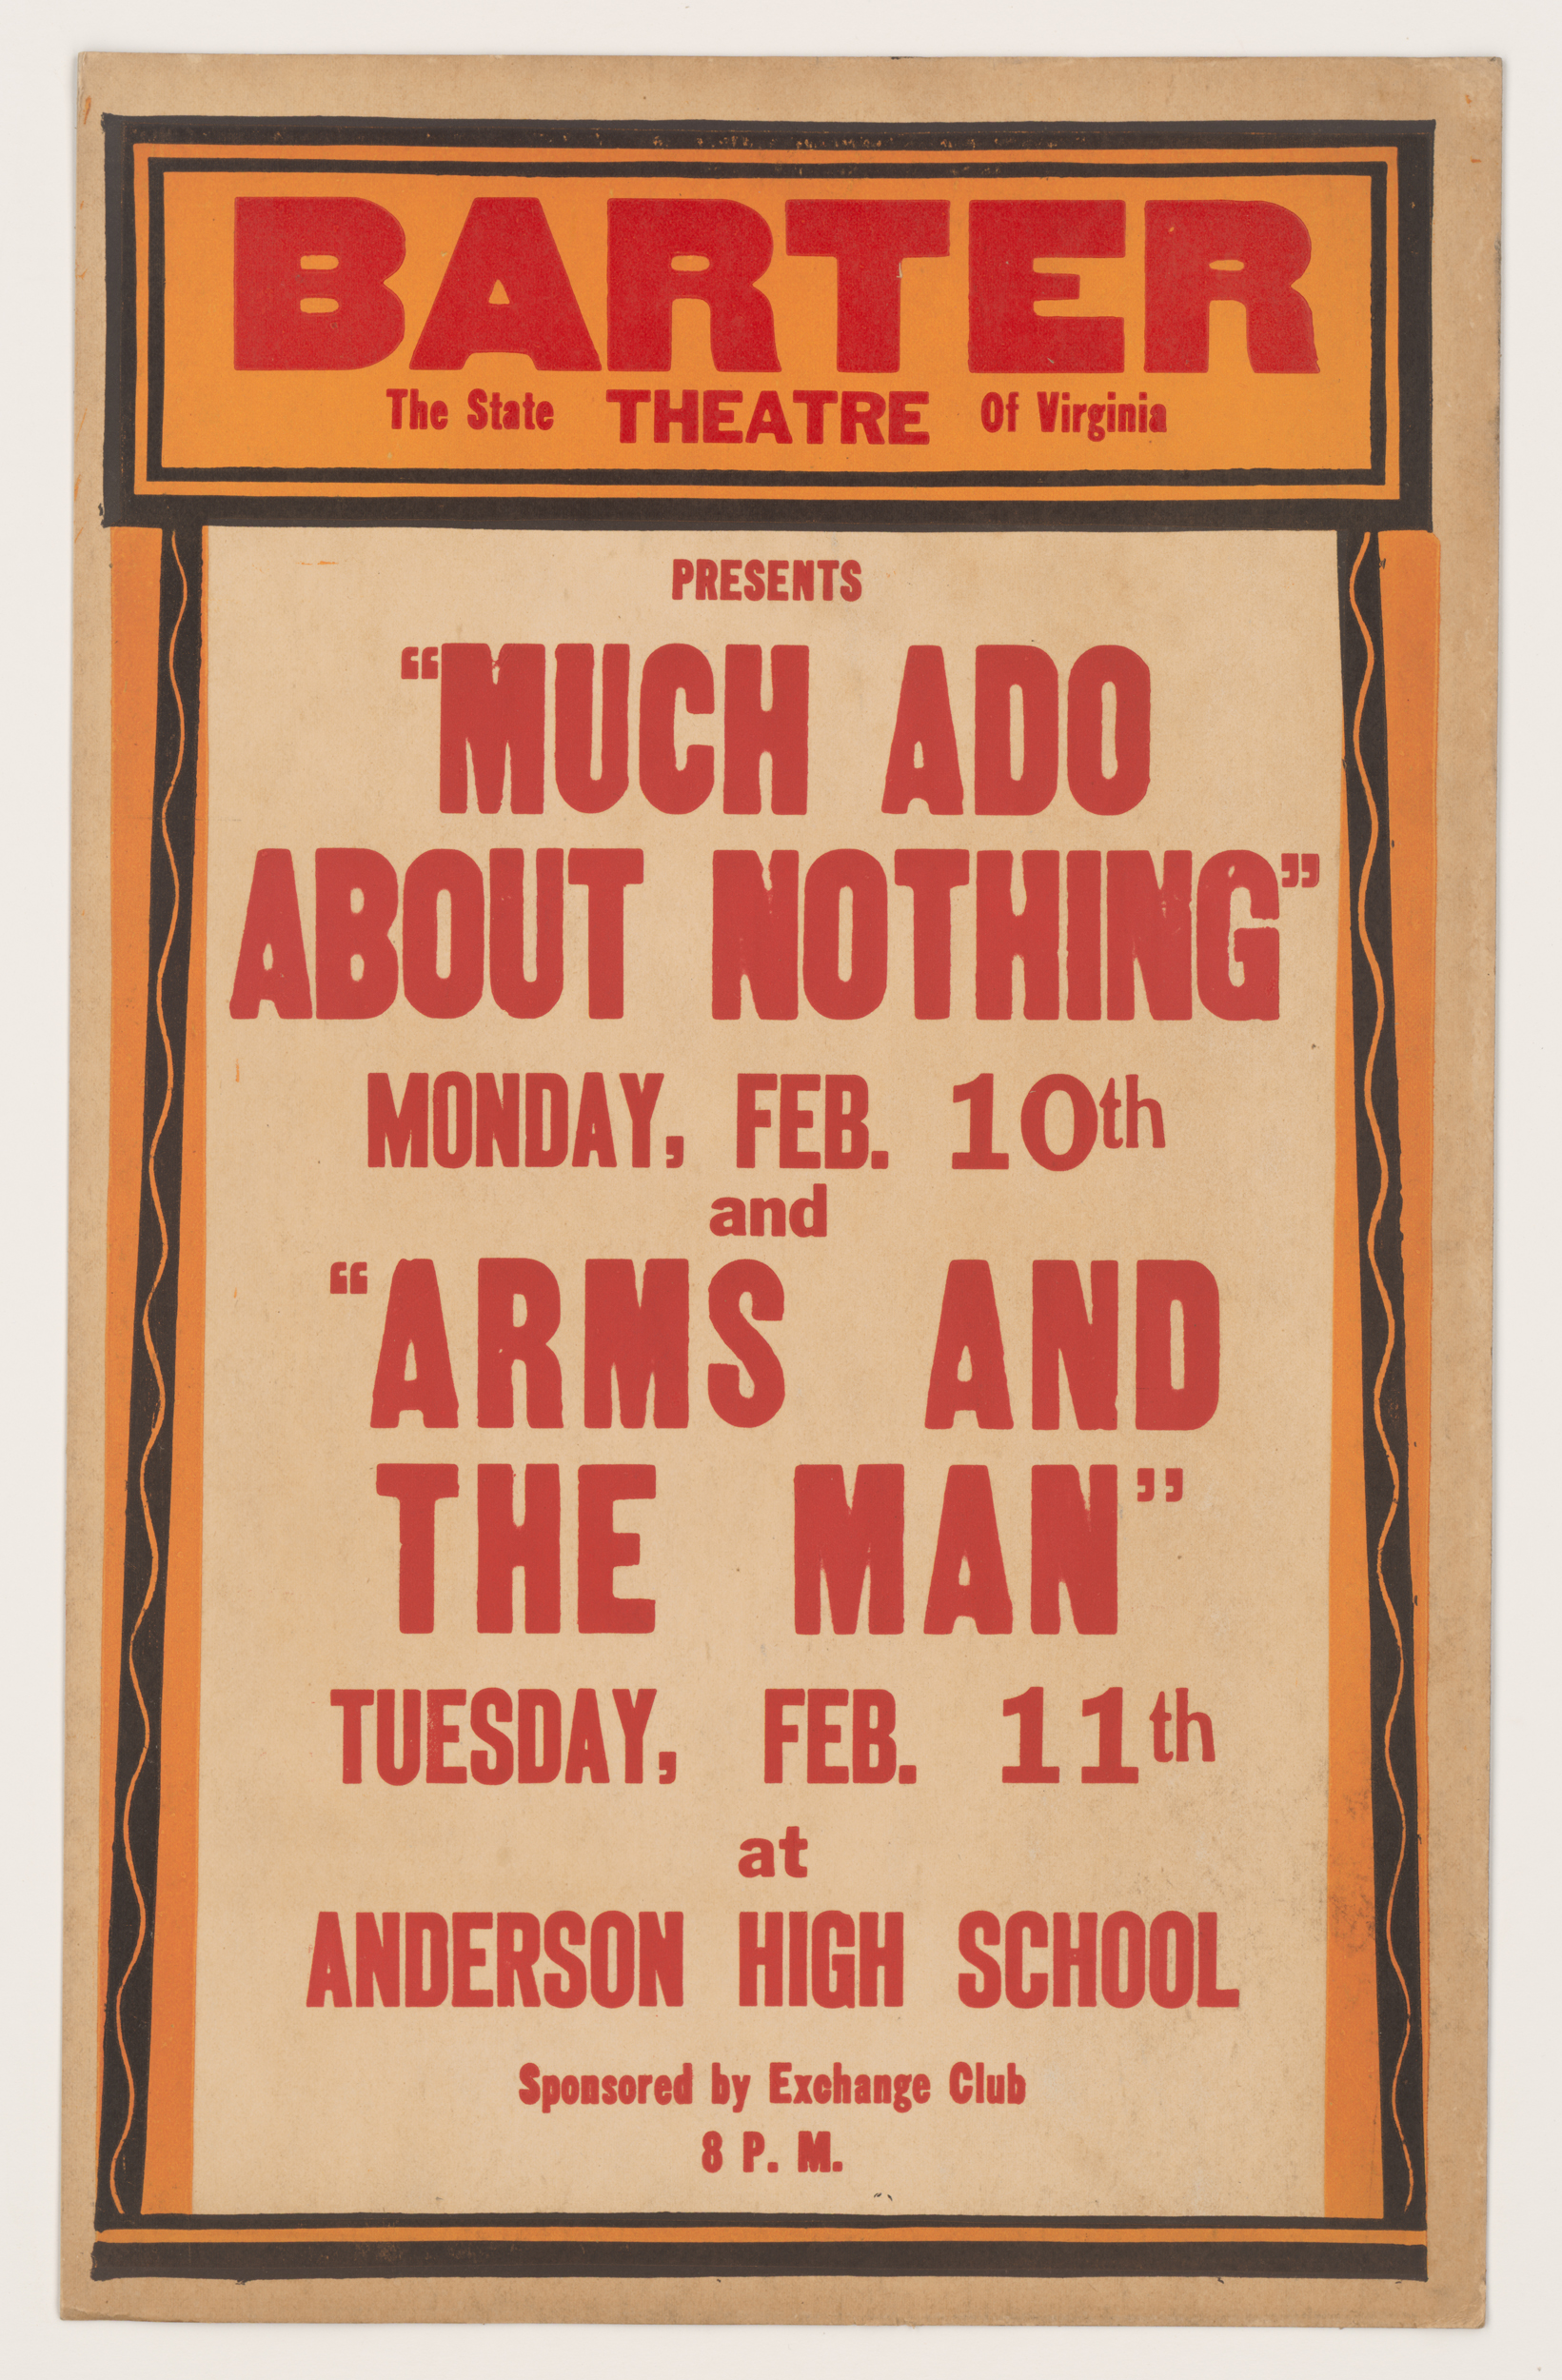 BARTER
The State THEATRE Of Virginia
PRESENTS
“MUCH ADO
ABOUT NOTHING”
MONDAY, FEB. 10th
and
“ARMS AND
THE MAN”
TUESDAY, FEB. 11th
at
ANDERSON HIGH SCHOOL
Sponsored by Exchange Club
8 P. M.